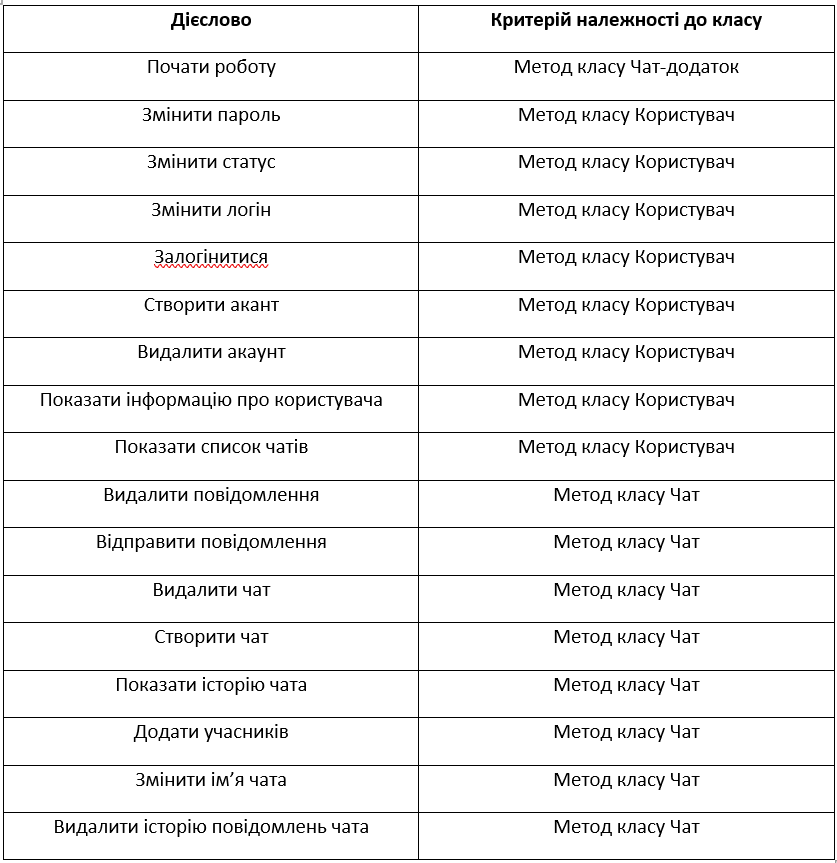 Дієслово Критерій належності до класу
Почати роботу Метод класу Чат-додаток
Змінити пароль Метод класу Користувач
Змінити статус Метод класу Користувач
Змінити логін Метод класу Користувач
Залогінитися Метод класу Користувач
Створити акант Метод класу Користувач
Видалити акаунт Метод класу Користувач
Показати інформацію про користувача Метод класу Користувач
Показати список чатів Метод класу Користувач
Видалити повідомлення Метод класу Чат
Відправити повідомлення Метод класу Чат
Видалити чат Метод класу Чат
Створити чат Метод класу Чат
Показати історію чата Метод класу Чат
Додати учасників Метод класу Чат
Змінити ім’я чата Метод класу Чат
Видалити історію повідомлень чата Метод класу Чат